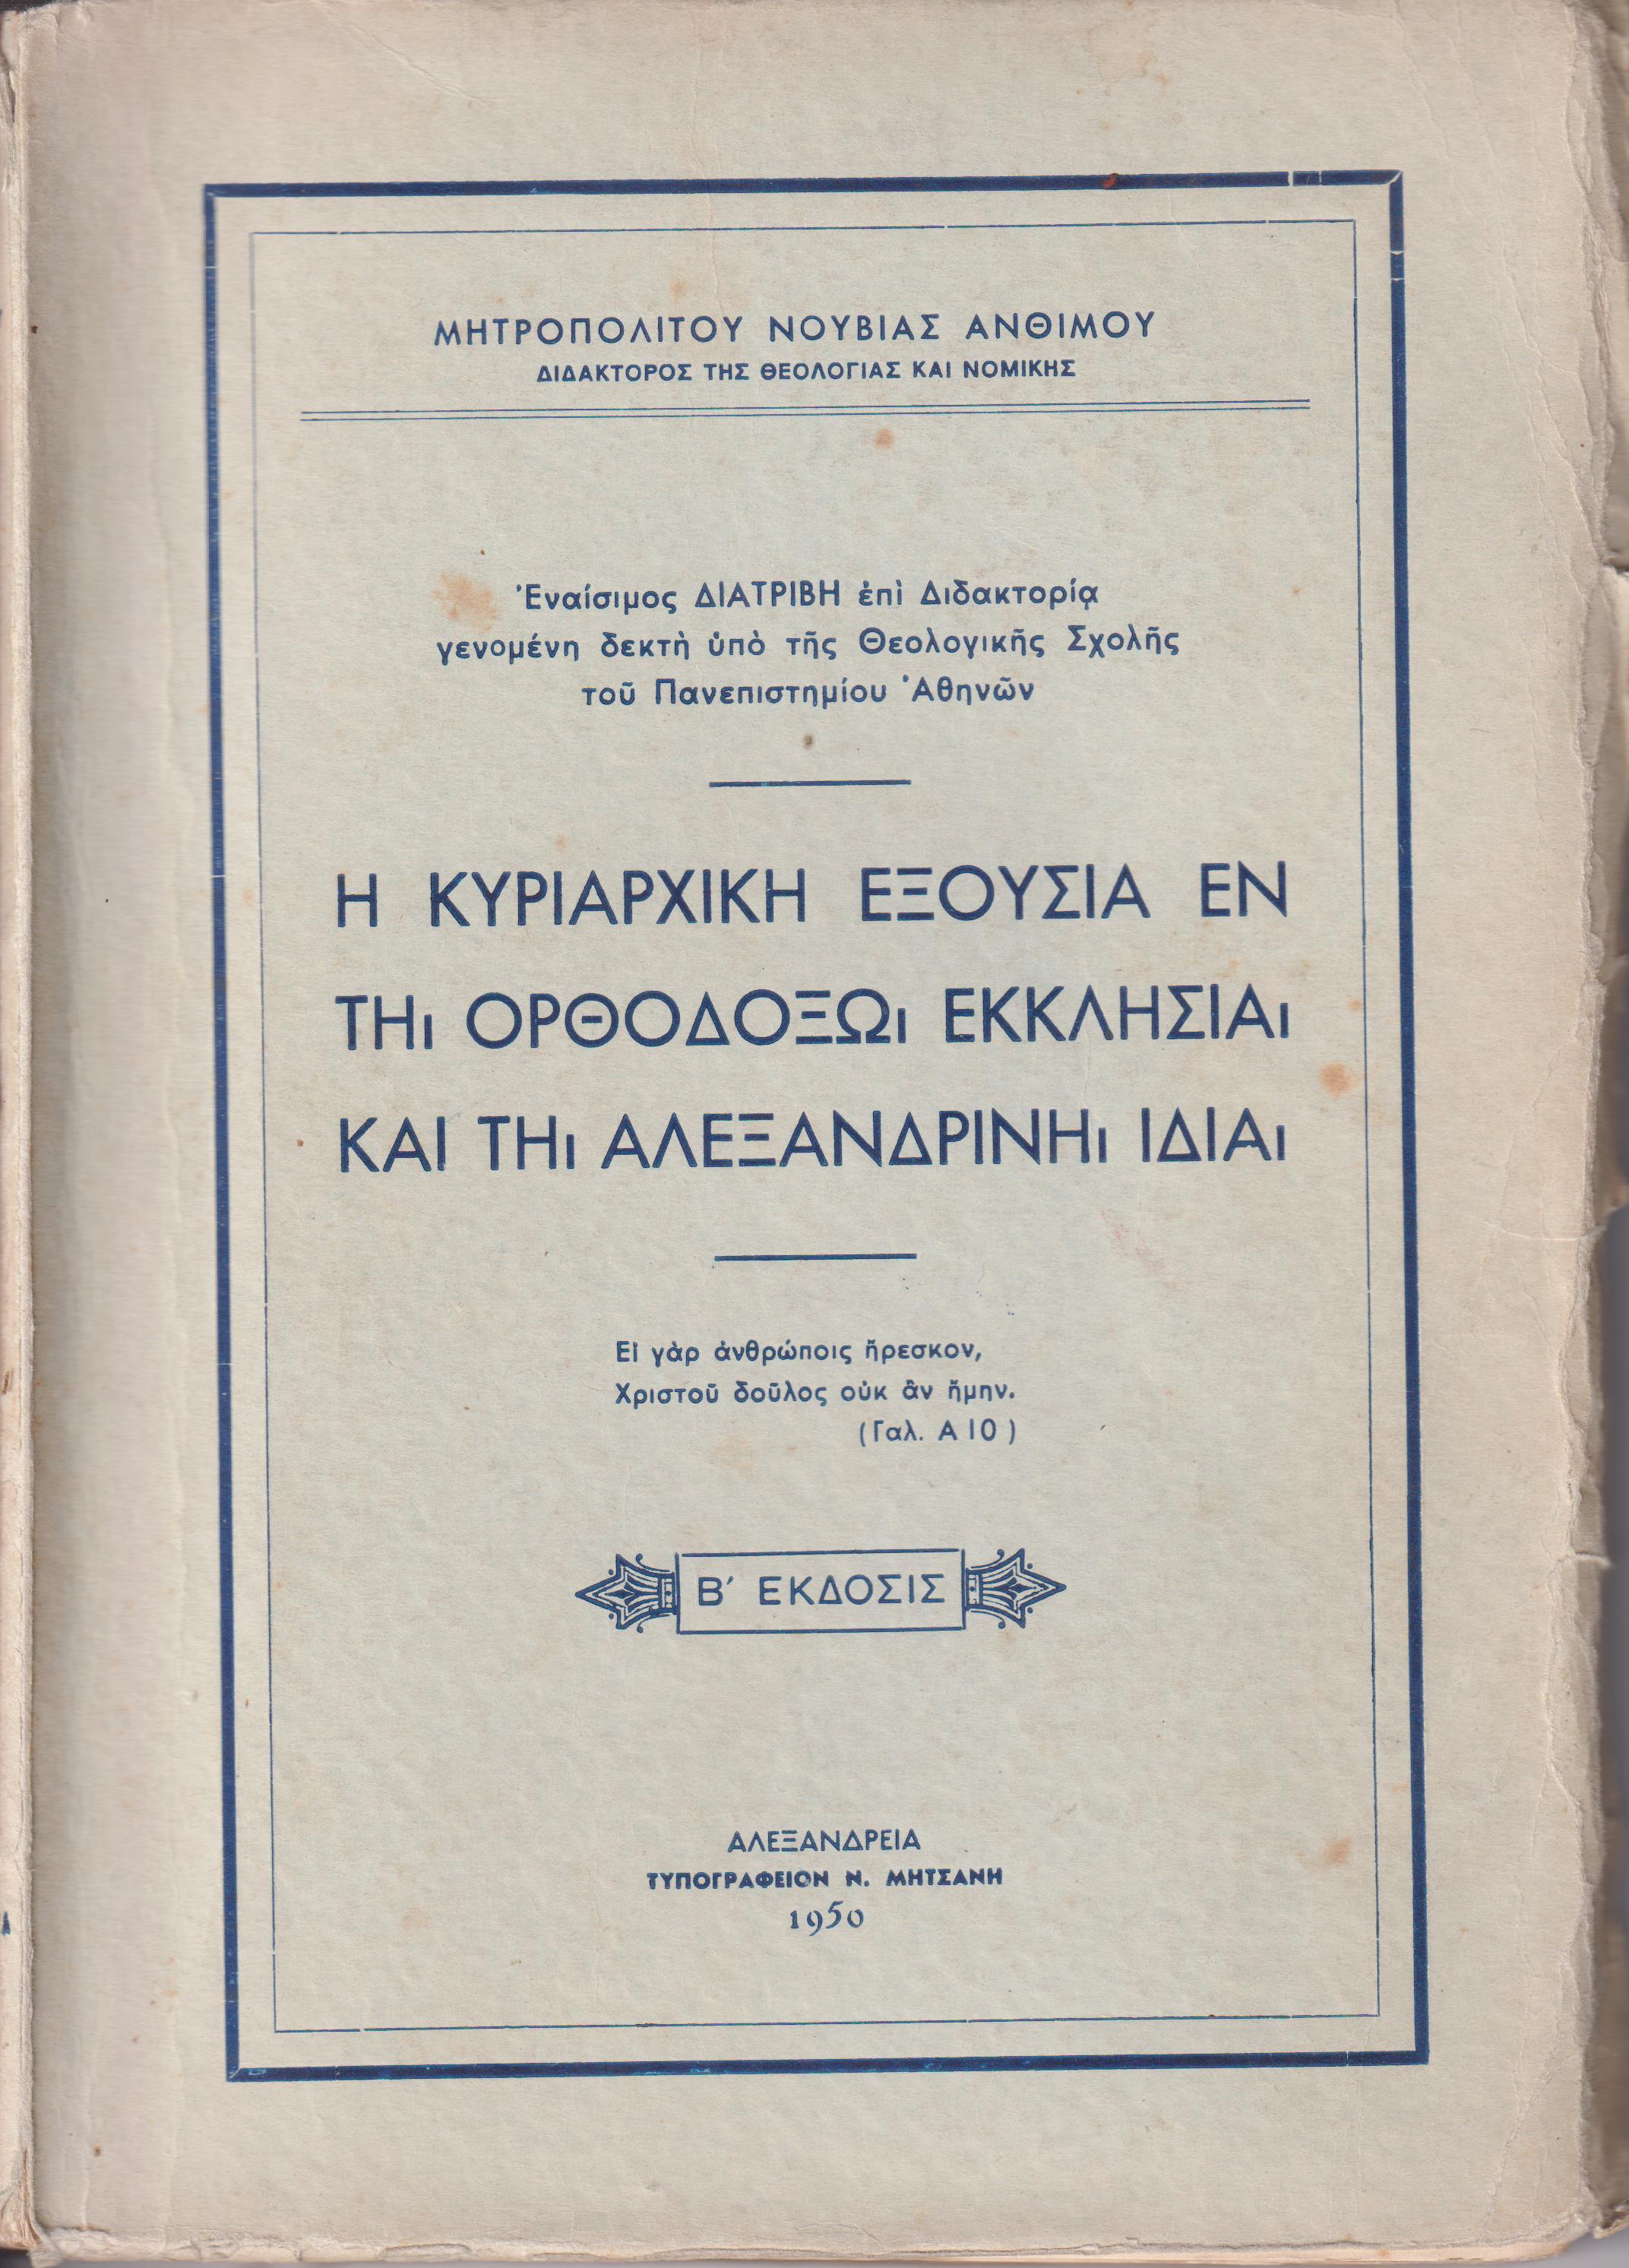 ΜΗΤΡΟΠΟΛΙΤΟΥ ΝΟΥΒΙΑΣ ΑΝΘΙΜΟΥ
ΔΙΔΑΚΤΟΡΟΣ ΤΗΣ ΘΕΟΛΟΓΙΑΣ ΚΑΙ ΝΟΜΙΚΗΣ
Ἐναίσιμος ΔΙΑΤΡΙΒΗ ἐπὶ Διδακτορίᾳ
γενομένη δεκτὴ ὑπὸ τῆς Θεολογικῆς Σχολῆς
τοῦ Πανεπιστημίου Ἀθηνῶν
Η ΚΥΡΙΑΡΧΙΚΗ ΕΞΟΥΣΙΑ ΕΝ
ΤΗι ΟΡΘΟΔΟΞΩι ΕΚΚΛΗΣΙΑι
ΚΑΙ ΤΗι ΑΛΕΞΑΝΔΡΙΝΗι ΙΔΙΑι
Εἰ γὰρ ἀνθρώποις ἤρεσκον,
Χριστοῦ δοῦλος οὐκ ἂν ἤμην.
(Γαλ. Α 10)
Β′ ΕΚΔΟΣΙΣ
ΑΛΕΞΑΝΔΡΕΙΑ
ΤΥΠΟΓΡΑΦΕΙΟΝ Ν. ΜΗΤΣΑΝΗ
1950